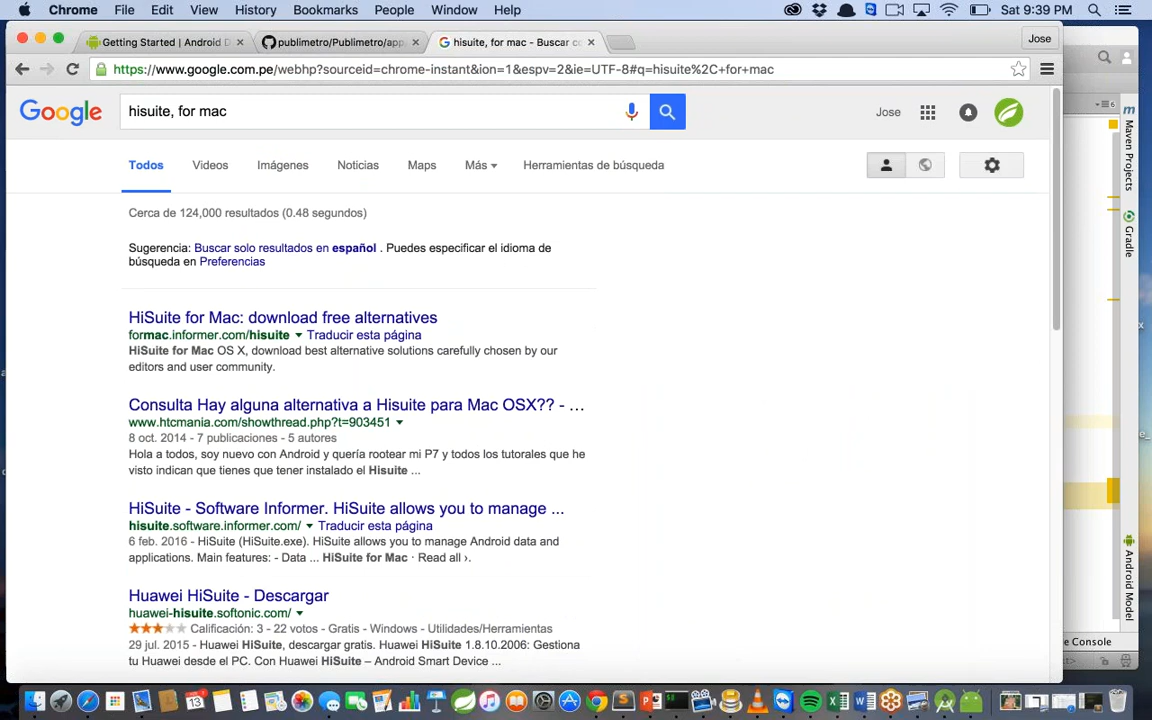 Chrome File Edit View History Bookmarks People Window Help Sat 9:39 PM
Getting Started | Android D publimetro/Publimetro/app/ hisuite, for mac - Buscar co Jose
https://www.google.com.pe/webhp?sourceid=chrome-instant&ion=1&espv=2&ie=UTF-8#q=hisuite%2C+for+mac
Google hisuite, for mac Jose
Todos Videos Imágenes Noticias Maps Más Herramientas de búsqueda
Cerca de 124,000 resultados (0.48 segundos)
Sugerencia: Buscar solo resultados en español . Puedes especificar el idioma de
búsqueda en Preferencias
HiSuite for Mac: download free alternatives
formac.informer.com/hisuite Traducir esta página
HiSuite for Mac OS X, download best alternative solutions carefully chosen by our
editors and user community.
Consulta Hay alguna alternativa a Hisuite para Mac OSX?? - ...
www.htcmania.com/showthread.php?t=903451
8 oct. 2014 - 7 publicaciones - 5 autores
Hola a todos, soy nuevo con Android y quería rootear mi P7 y todos los tutorales que he
visto indican que tienes que tener instalado el Hisuite ...
HiSuite - Software Informer. HiSuite allows you to manage ...
hisuite.software.informer.com/ Traducir esta página
6 feb. 2016 - HiSuite (HiSuite.exe). HiSuite allows you to manage Android data and
applications. Main features: - Data ... HiSuite for Mac · Read all ›.
Huawei HiSuite - Descargar
huawei-hisuite.softonic.com/
Calificación: 3 - 22 votos - Gratis - Windows - Utilidades/Herramientas
29 jul. 2015 - Huawei HiSuite, descargar gratis. Huawei HiSuite 1.8.10.2006: Gestiona
tu Huawei desde el PC. Con Huawei HiSuite – Android Smart Device ...
Maven Projects
Gradle
Android Model
le Console
13